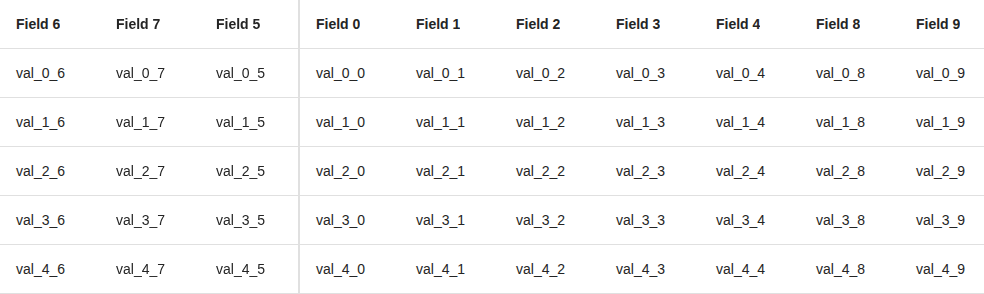 Field 6 Field 7 Field 5 Field 0 Field 1 Field 2 Field 3 Field 4 Field 8 Field 9
val_0_6 val_0_7 val_0_5 val_0_0 val_0_1 val_0_2 val_0_3 val_0_4 val_0_8 val_0_9
val_1_6 val_1_7 val_1_5 val_1_0 val_1_1 val_1_2 val_1_3 val_1_4 val_1_8 val_1_9
val_2_6 val_2_7 val_2_5 val_2_0 val_2_1 val_2_2 val_2_3 val_2_4 val_2_8 val_2_9
val_3_6 val_3_7 val_3_5 val_3_0 val_3_1 val_3_2 val_3_3 val_3_4 val_3_8 val_3_9
val_4_6 val_4_7 val_4_5 val_4_0 val_4_1 val_4_2 val_4_3 val_4_4 val_4_8 val_4_9